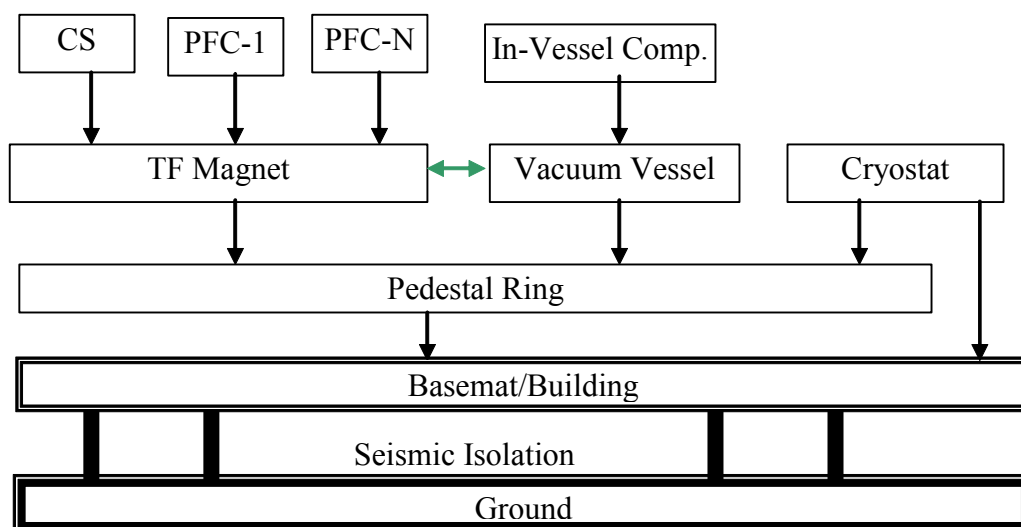 CS
PFC-1
PFC-N
In-Vessel Comp.
TF Magnet
Vacuum Vessel
Cryostat
Pedestal Ring
Basemat/Building
Seismic Isolation
Ground